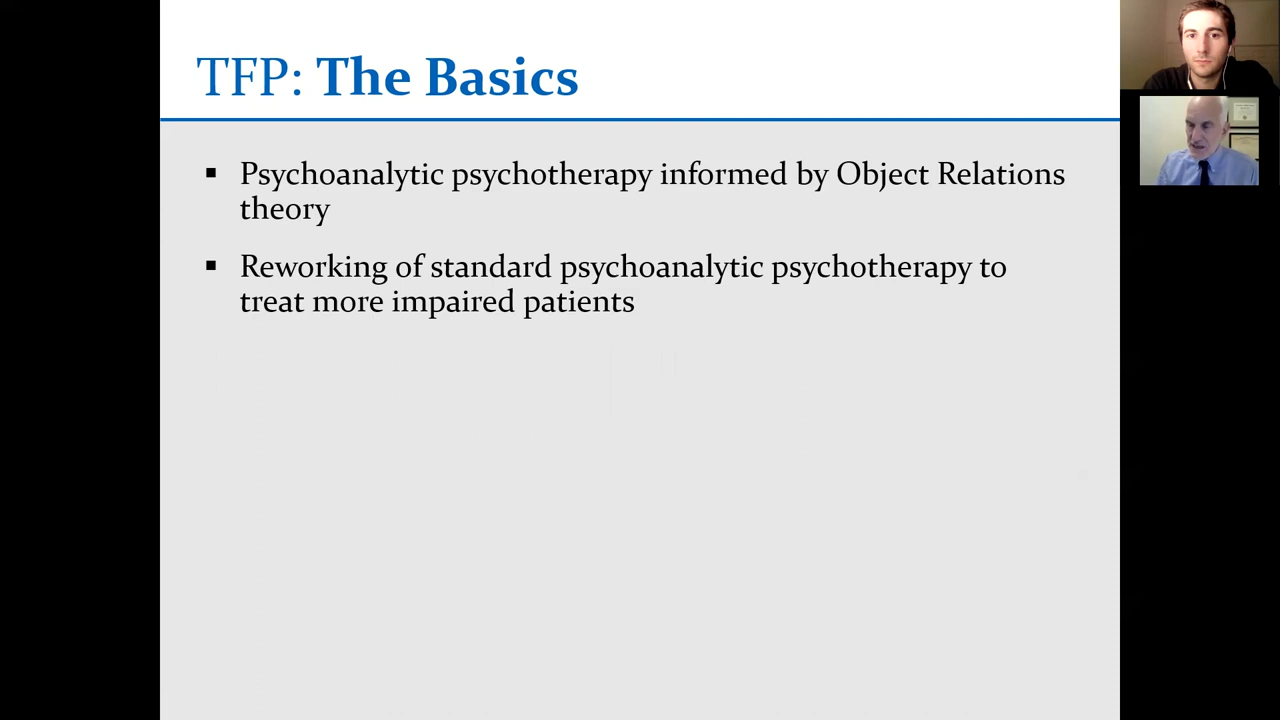 TFP: The Basics
▪ Psychoanalytic psychotherapy informed by Object Relations
theory
▪ Reworking of standard psychoanalytic psychotherapy to
treat more impaired patients